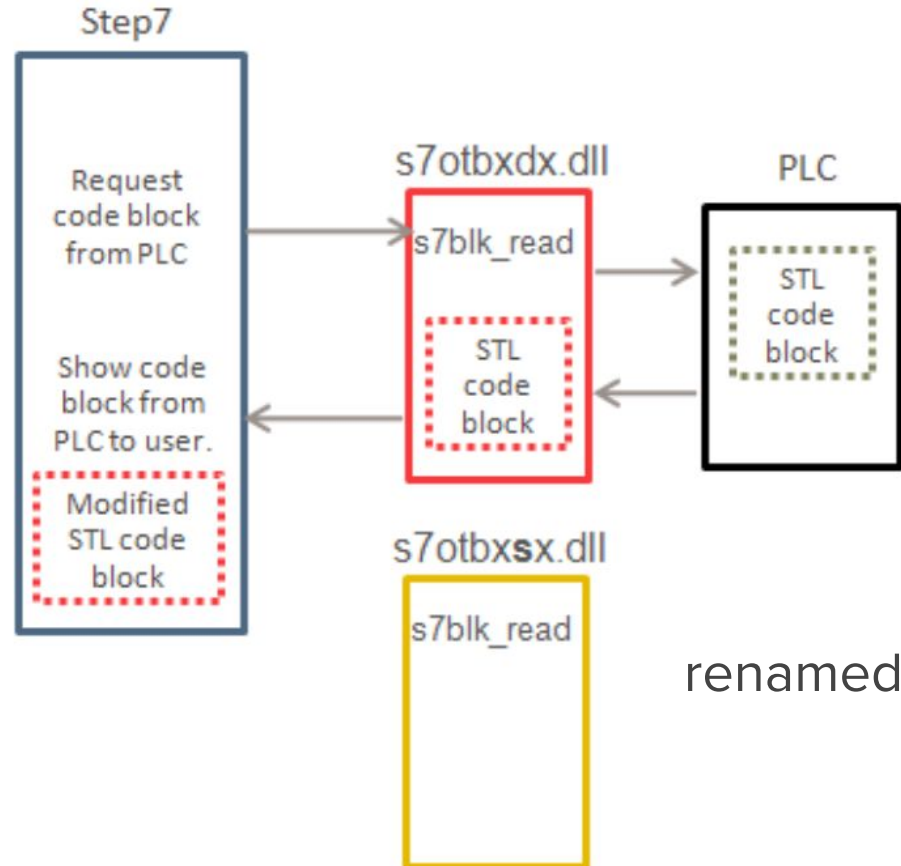 Step7
Request
code block
from PLC
Show code
block from
PLC to user.
Modified
STL code
block
s7otbxdx.dll
s7blk_read
STL
code
block
PLC
STL
code
block
s7otbxsx.dll
s7blk_read
renamed